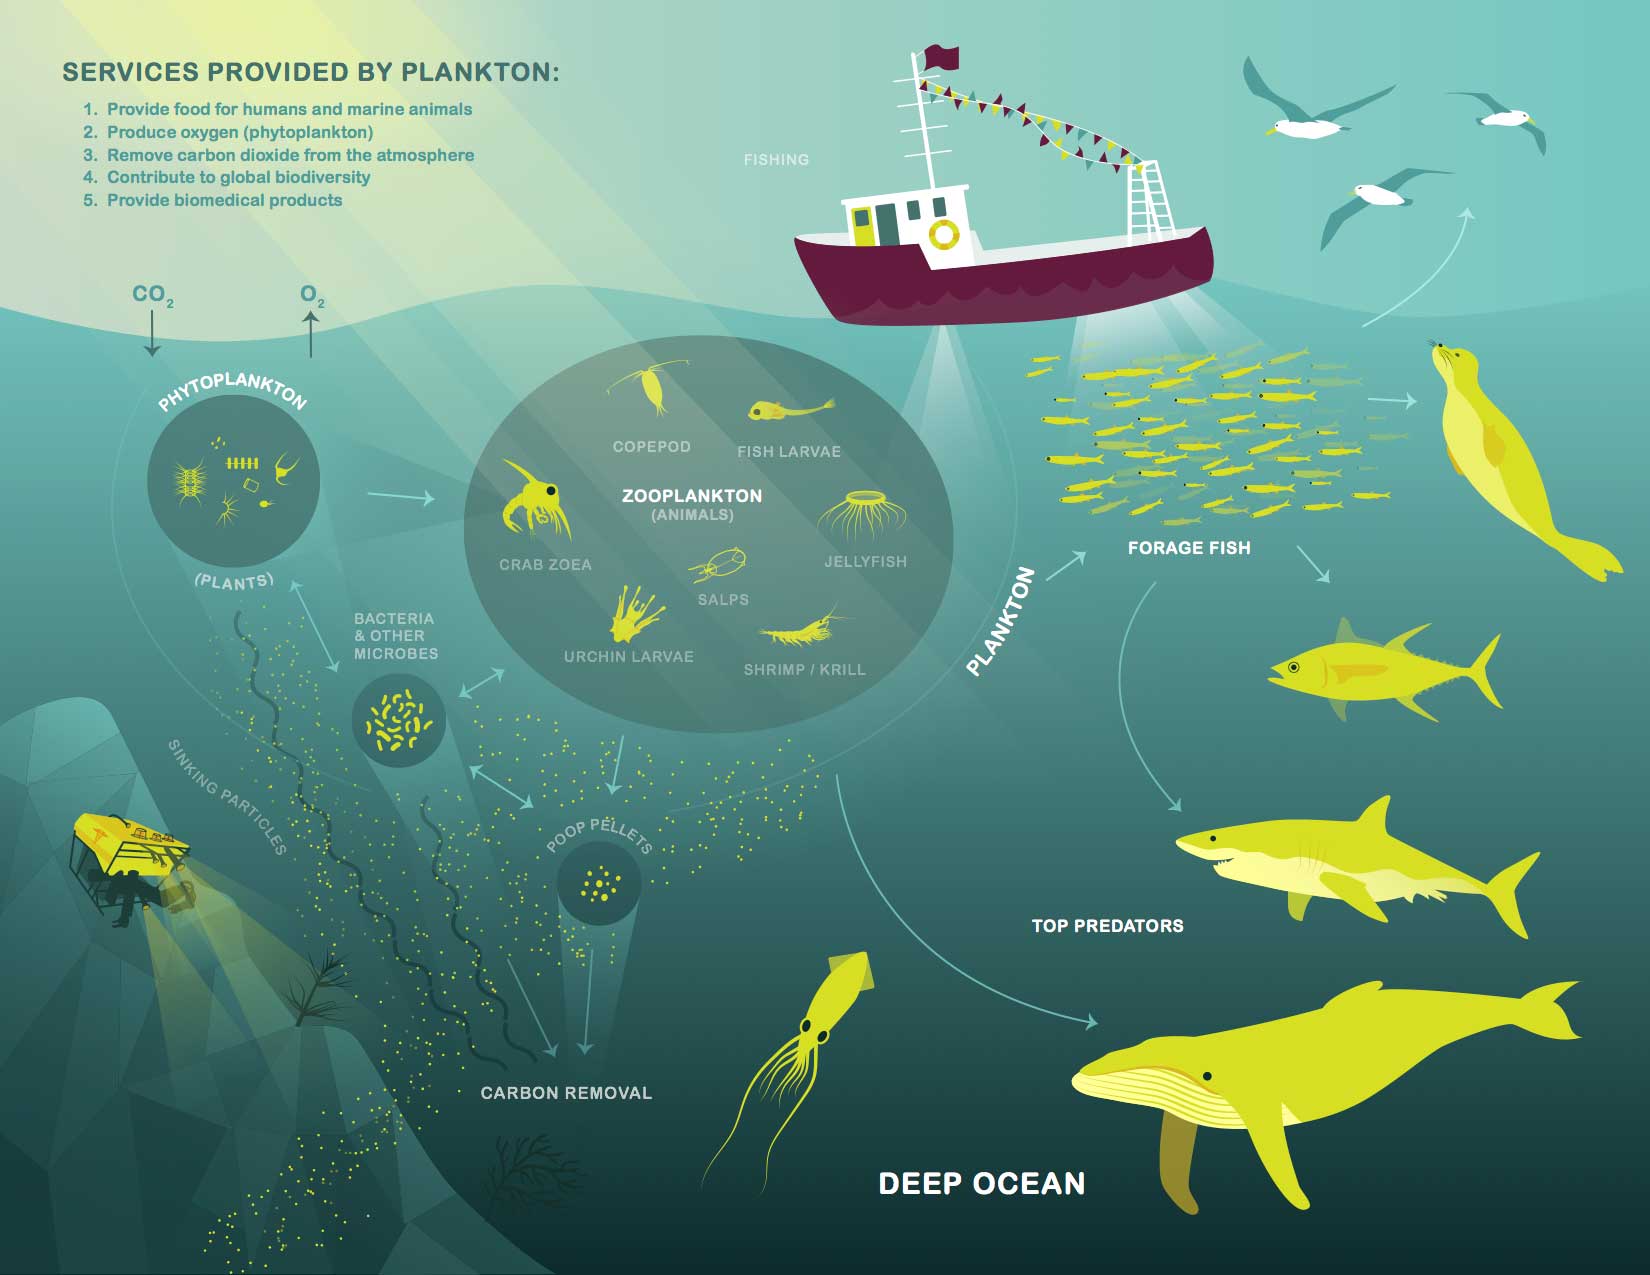 SERVICES PROVIDED BY PLANKTON:
1. Provide food for humans and marine animals
2. Produce oxygen (phytoplankton)
3. Remove carbon dioxide from the atmosphere
4. Contribute to global biodiversity
5. Provide biomedical products
FISHING
CO₂
O₂
PHYTOPLANKTON
(PLANTS)
COPEPOD
FISH LARVAE
ZOOPLANKTON
(ANIMALS)
CRAB ZOEA
JELLYFISH
SALPS
URCHIN LARVAE
SHRIMP / KRILL
PLANKTON
FORAGE FISH
BACTERIA
& OTHER
MICROBES
SINKING PARTICLES
POOP PELLETS
TOP PREDATORS
CARBON REMOVAL
DEEP OCEAN